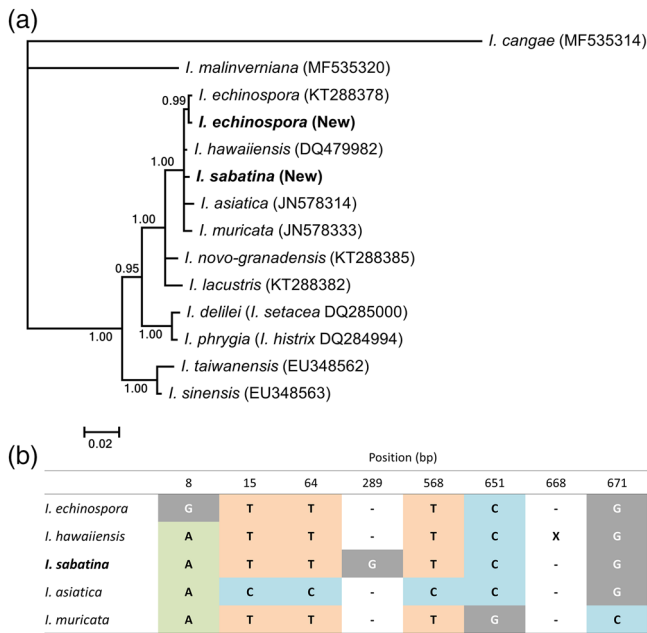 (a)
I. cangae (MF535314)
I. malinverniana (MF535320)
I. echinospora (KT288378)
0.99
I. echinospora (New)
I. hawaiiensis (DQ479982)
1.00
I. sabatina (New)
I. asiatica (JN578314)
1.00
I. muricata (JN578333)
I. novo-granadensis (KT288385)
0.95
I. lacustris (KT288382)
I. delilei (I. setacea DQ285000)
1.00
1.00
I. phrygia (I. histrix DQ284994)
I. taiwanensis (EU348562)
1.00
I. sinensis (EU348563)
0.02
(b)
Position (bp)
8 15 64 289 568 651 668 671
I. echinospora G T T - T C - G
I. hawaiiensis A T T - T C X G
I. sabatina A T T G T C - G
I. asiatica A C C - C C - G
I. muricata A T T - T G - C